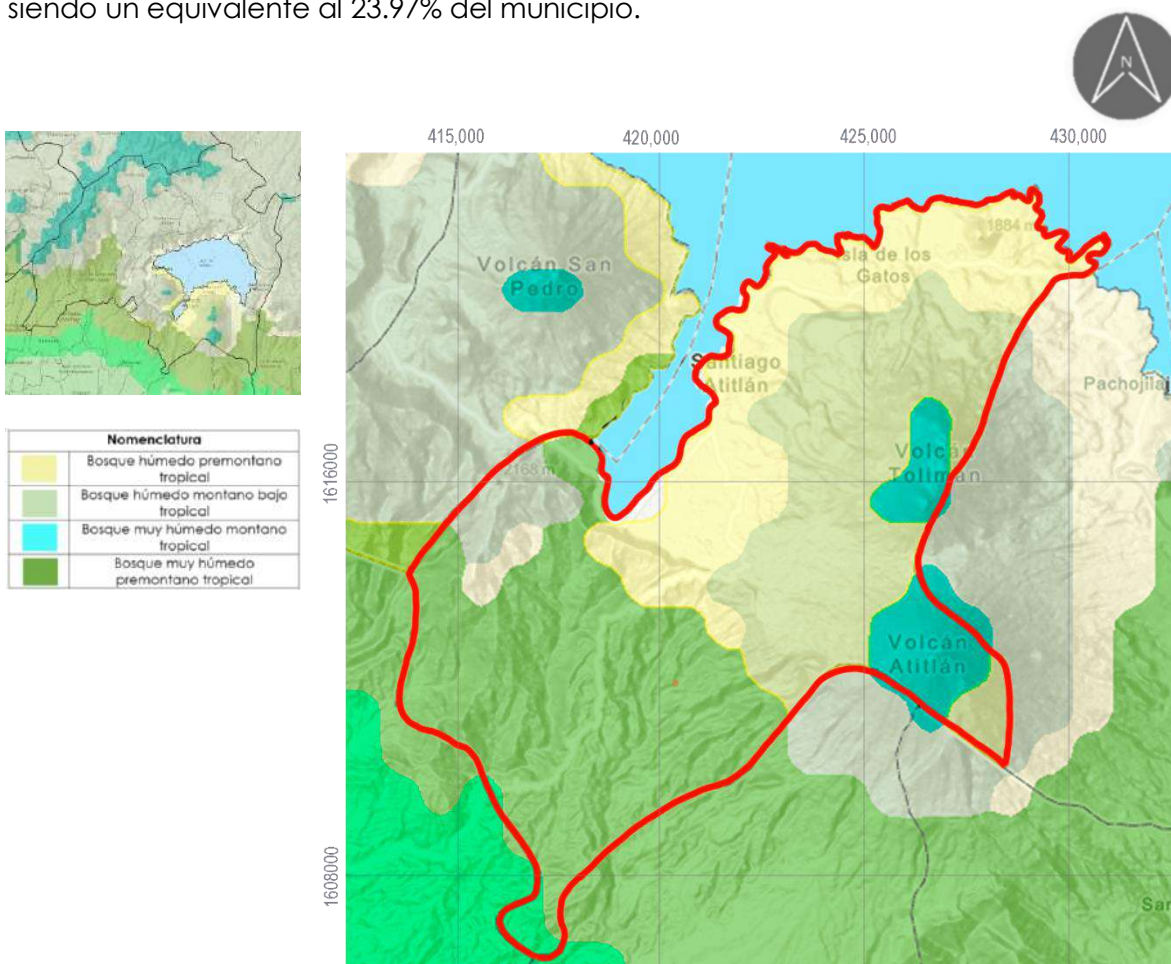 siendo un equivalente al 23.97% del municipio.
N
415,000 420,000 425,000 430,000
1884 m
Isla de los
Gatos
Volcán San
Pedro
Santiago
Atitlán
Pachojilaj
Nomenclatura
Bosque húmedo premontano
tropical
Bosque húmedo montano bajo
tropical
Bosque muy húmedo montano
tropical
Bosque muy húmedo
premontano tropical
1616000
2168 m
Volcán
Tolimán
Volcán
Atitlán
1608000
Sar